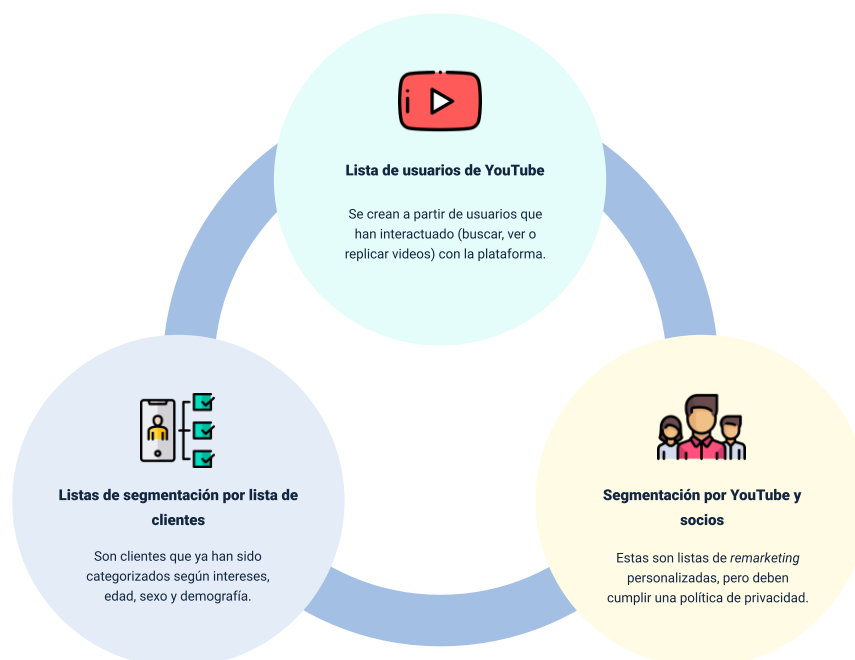 Lista de usuarios de YouTube
Se crean a partir de usuarios que
han interactuado (buscar, ver o
replicar videos) con la plataforma.
Listas de segmentación por lista de
clientes
Son clientes que ya han sido
categorizados según intereses,
edad, sexo y demografía.
Segmentación por YouTube y
socios
Estas son listas de remarketing
personalizadas, pero deben
cumplir una política de privacidad.